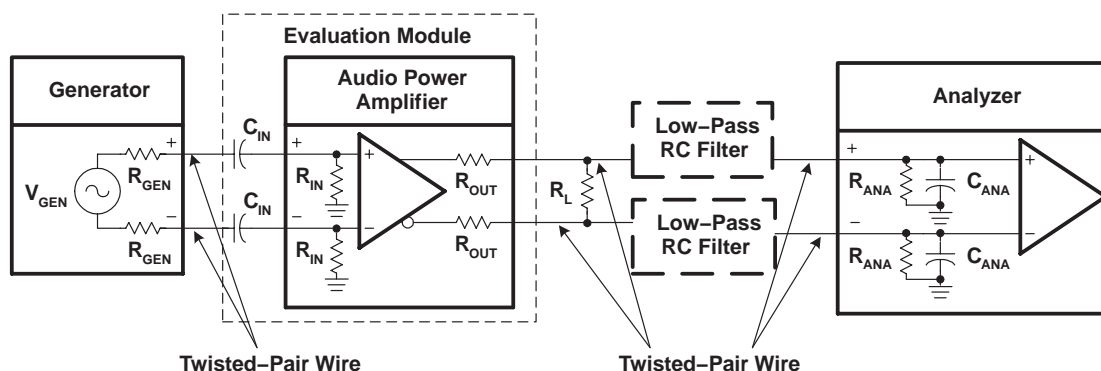 Evaluation Module
Generator
Audio Power
Amplifier
Analyzer
Low–Pass
RC Filter
Low–Pass
RC Filter
V_GEN
R_GEN
R_GEN
+
–
C_IN
C_IN
+
–
R_IN
R_IN
+
–
R_OUT
R_OUT
R_L
+
–
R_ANA
C_ANA
R_ANA
C_ANA
+
–
Twisted–Pair Wire
Twisted–Pair Wire